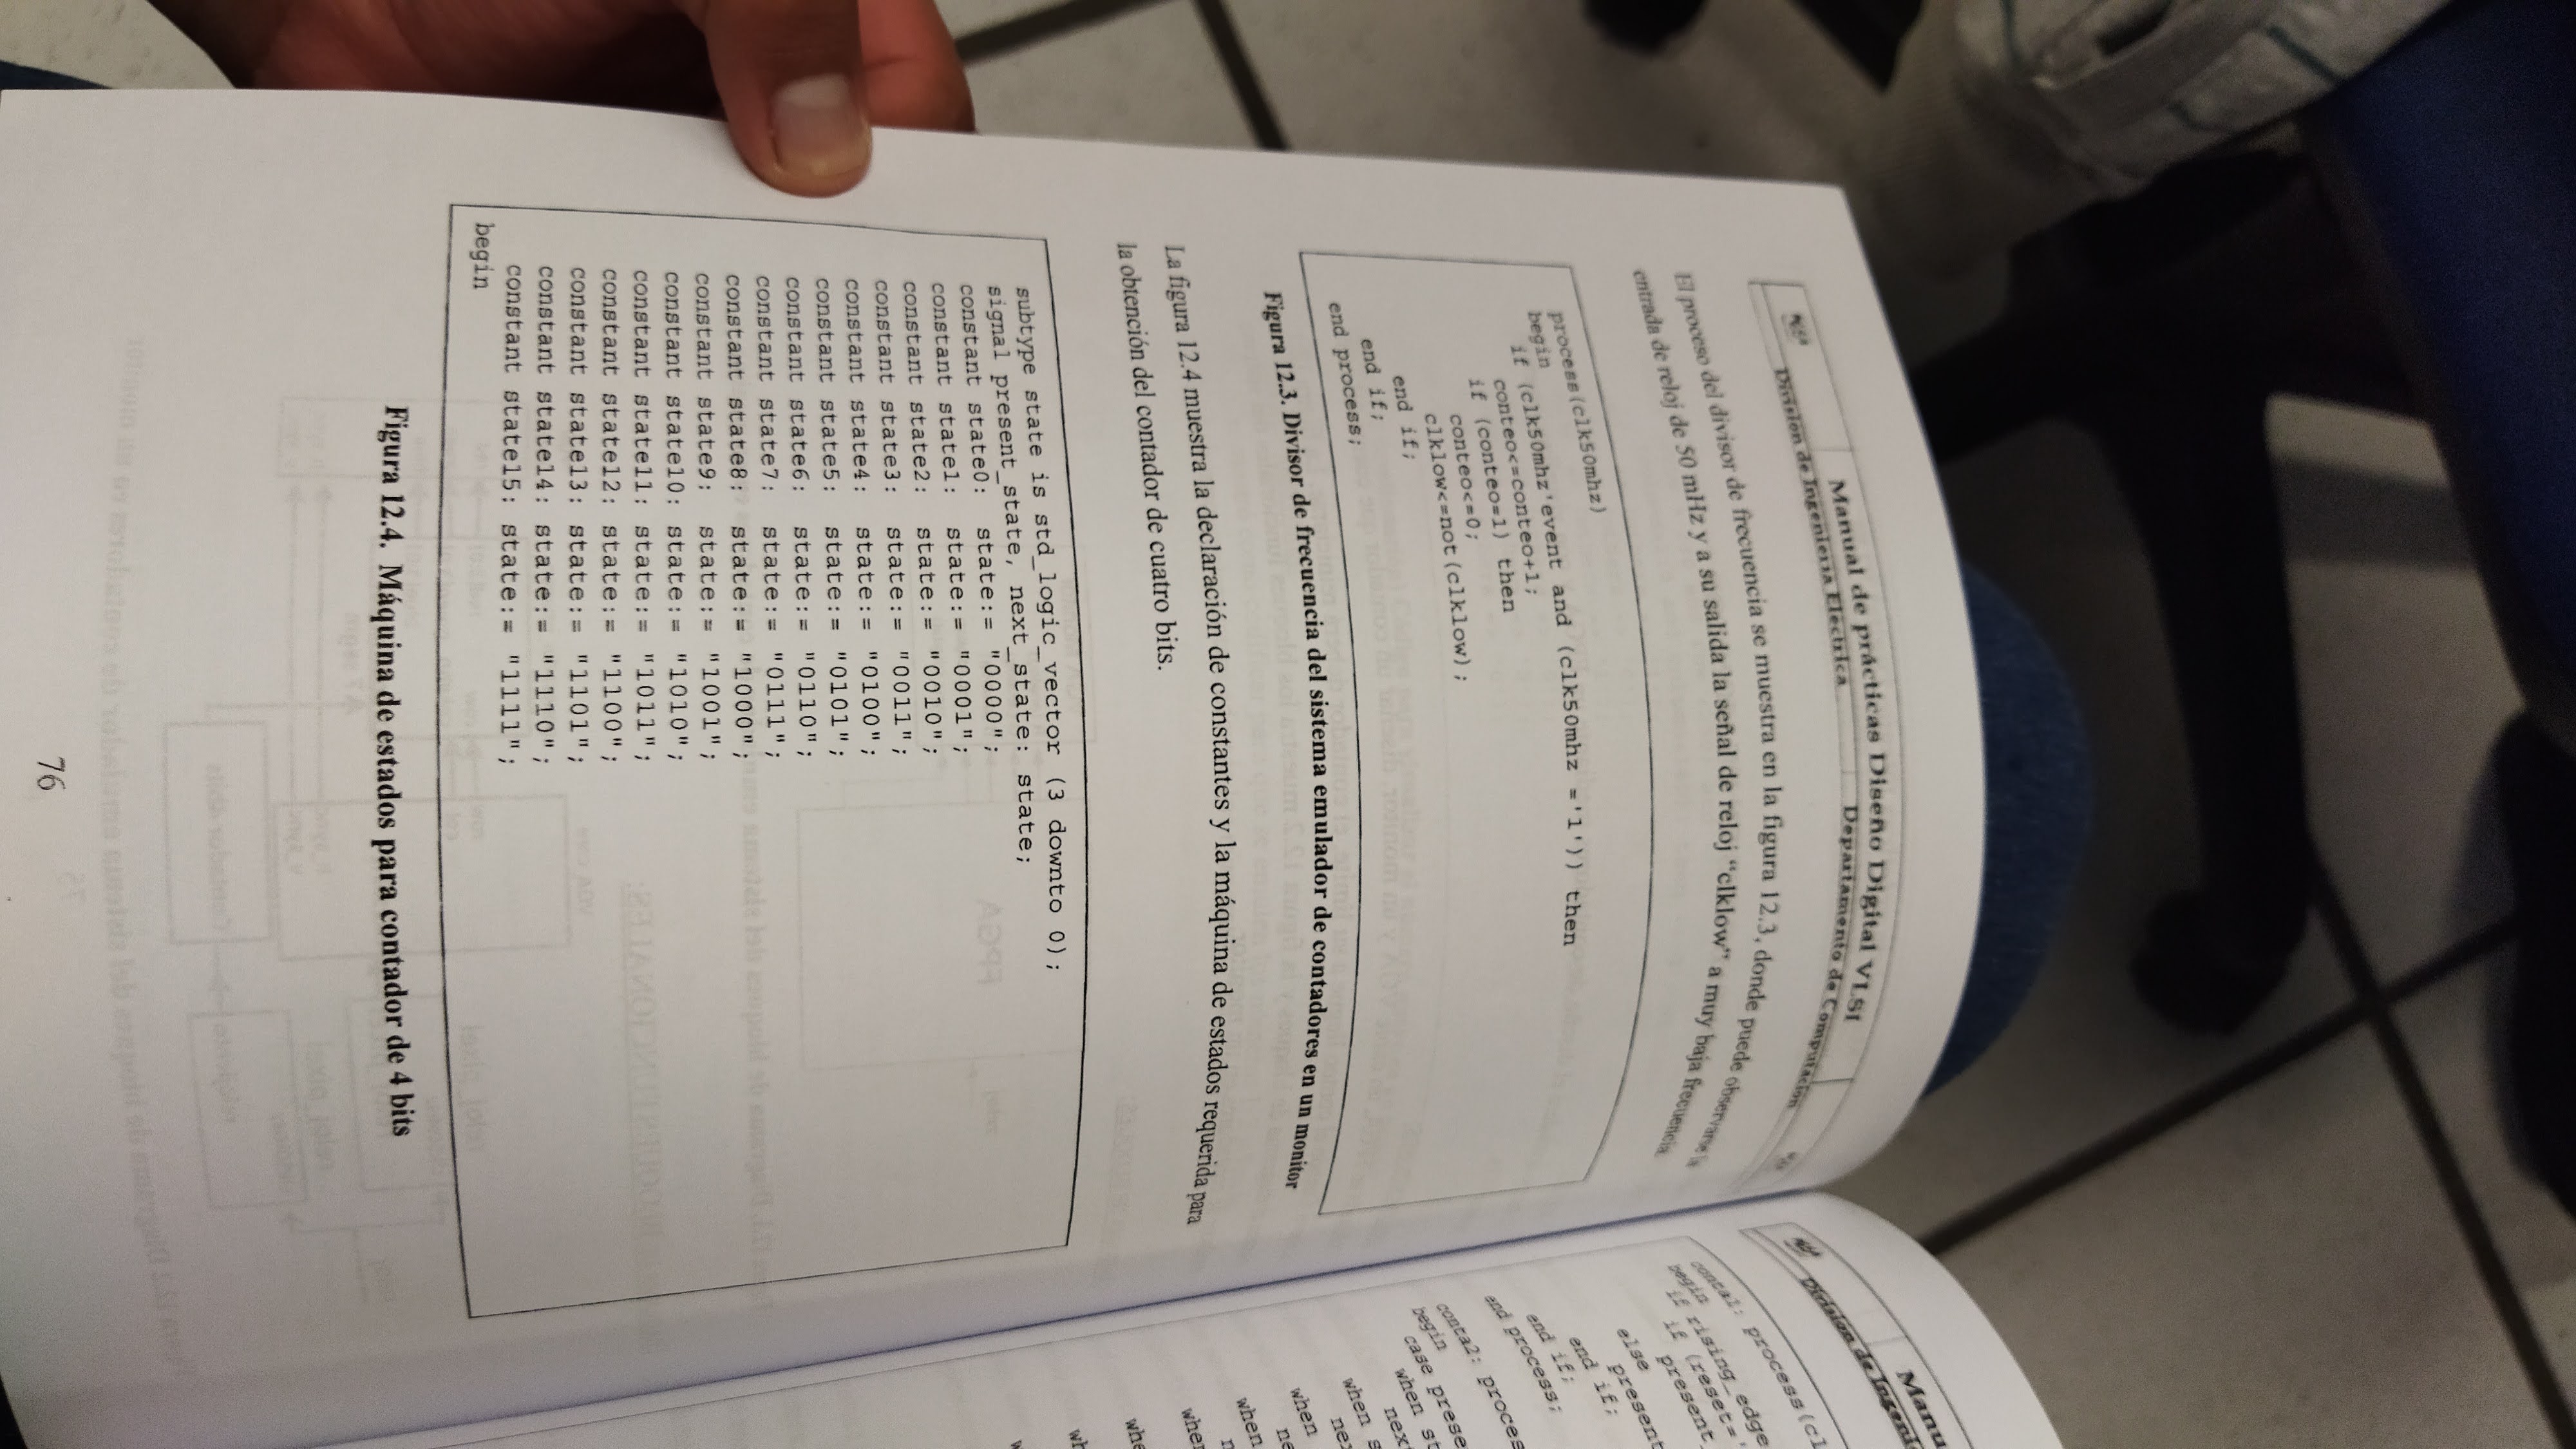 Manual de prácticas Diseño Digital VLSI
División de Ingeniería Eléctrica Departamento de Computación
El proceso del divisor de frecuencia se muestra en la figura 12.3, donde puede observarse la
entrada de reloj de 50 mHz y a su salida la señal de reloj “clklow” a muy baja frecuencia.
process(clk50mhz)
begin
if (clk50mhz'event and (clk50mhz ='1')) then
conteo<=conteo+1;
if (conteo=1) then
conteo<=0;
clklow<=not(clklow);
end if;
end if;
end process;
Figura 12.3. Divisor de frecuencia del sistema emulador de contadores en un monitor
La figura 12.4 muestra la declaración de constantes y la máquina de estados requerida para
la obtención del contador de cuatro bits.
subtype state is std_logic_vector (3 downto 0);
signal present_state, next_state: state;
constant state0: state:= "0000";
constant state1: state:= "0001";
constant state2: state:= "0010";
constant state3: state:= "0011";
constant state4: state:= "0100";
constant state5: state:= "0101";
constant state6: state:= "0110";
constant state7: state:= "0111";
constant state8: state:= "1000";
constant state9: state:= "1001";
constant state10: state:= "1010";
constant state11: state:= "1011";
constant state12: state:= "1100";
constant state13: state:= "1101";
constant state14: state:= "1110";
constant state15: state:= "1111";
begin
Figura 12.4. Máquina de estados para contador de 4 bits
76
Manu
División de Ingeni
conta1: process(cl
begin
if rising_edge
if (reset='
present_
else
present
end if;
end if;
end process;
conta2: proces
begin
case prese
when st
nex
when s
nex
when
ne
when
n
when
whe
wh
w